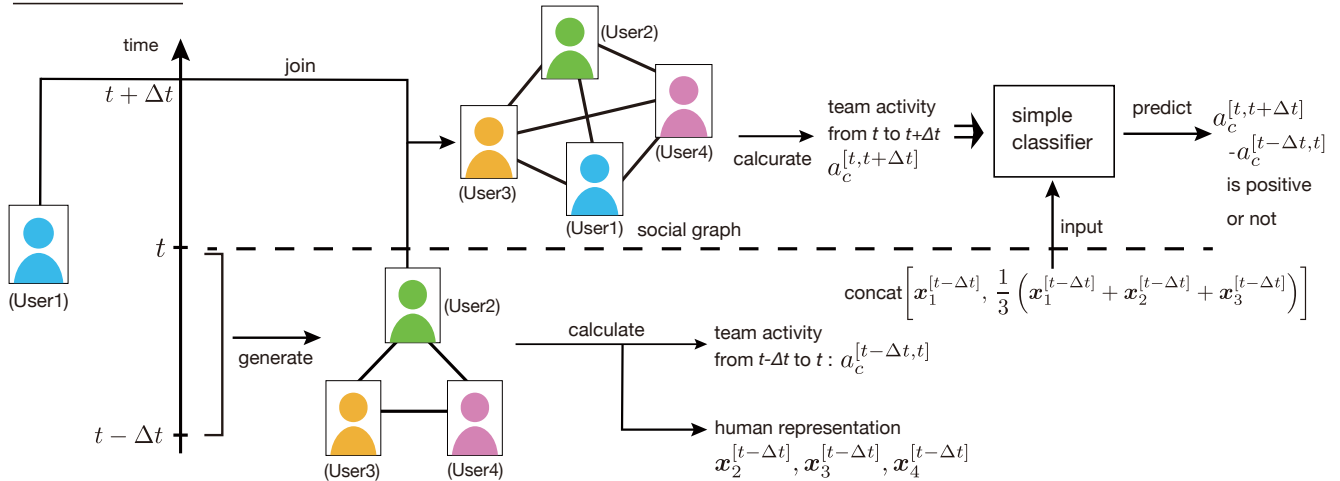 time
join
t + Δt
(User2)
(User3)
(User4)
(User1)
social graph
calcurate
team activity
from t to t+Δt
a_c^{[t,t+Δt]}
simple
classifier
predict
a_c^{[t,t+Δt]}
-a_c^{[t−Δt,t]}
is positive
or not
input
t
(User1)
concat[x_1^{[t−Δt]}, \frac{1}{3}(x_1^{[t−Δt]} + x_2^{[t−Δt]} + x_3^{[t−Δt]})]
generate
t − Δt
(User2)
(User3)
(User4)
calculate
team activity
from t-Δt to t : a_c^{[t−Δt,t]}
human representation
x_2^{[t−Δt]}, x_3^{[t−Δt]}, x_4^{[t−Δt]}